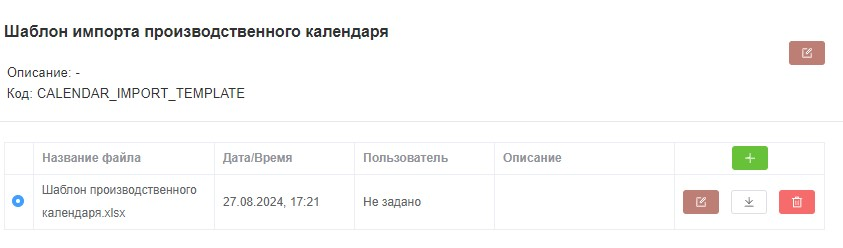 Шаблон импорта производственного календаря
Описание: -
Код: CALENDAR_IMPORT_TEMPLATE
Название файла Дата/Время Пользователь Описание
Шаблон производственного
календаря.xlsx
27.08.2024, 17:21 Не задано